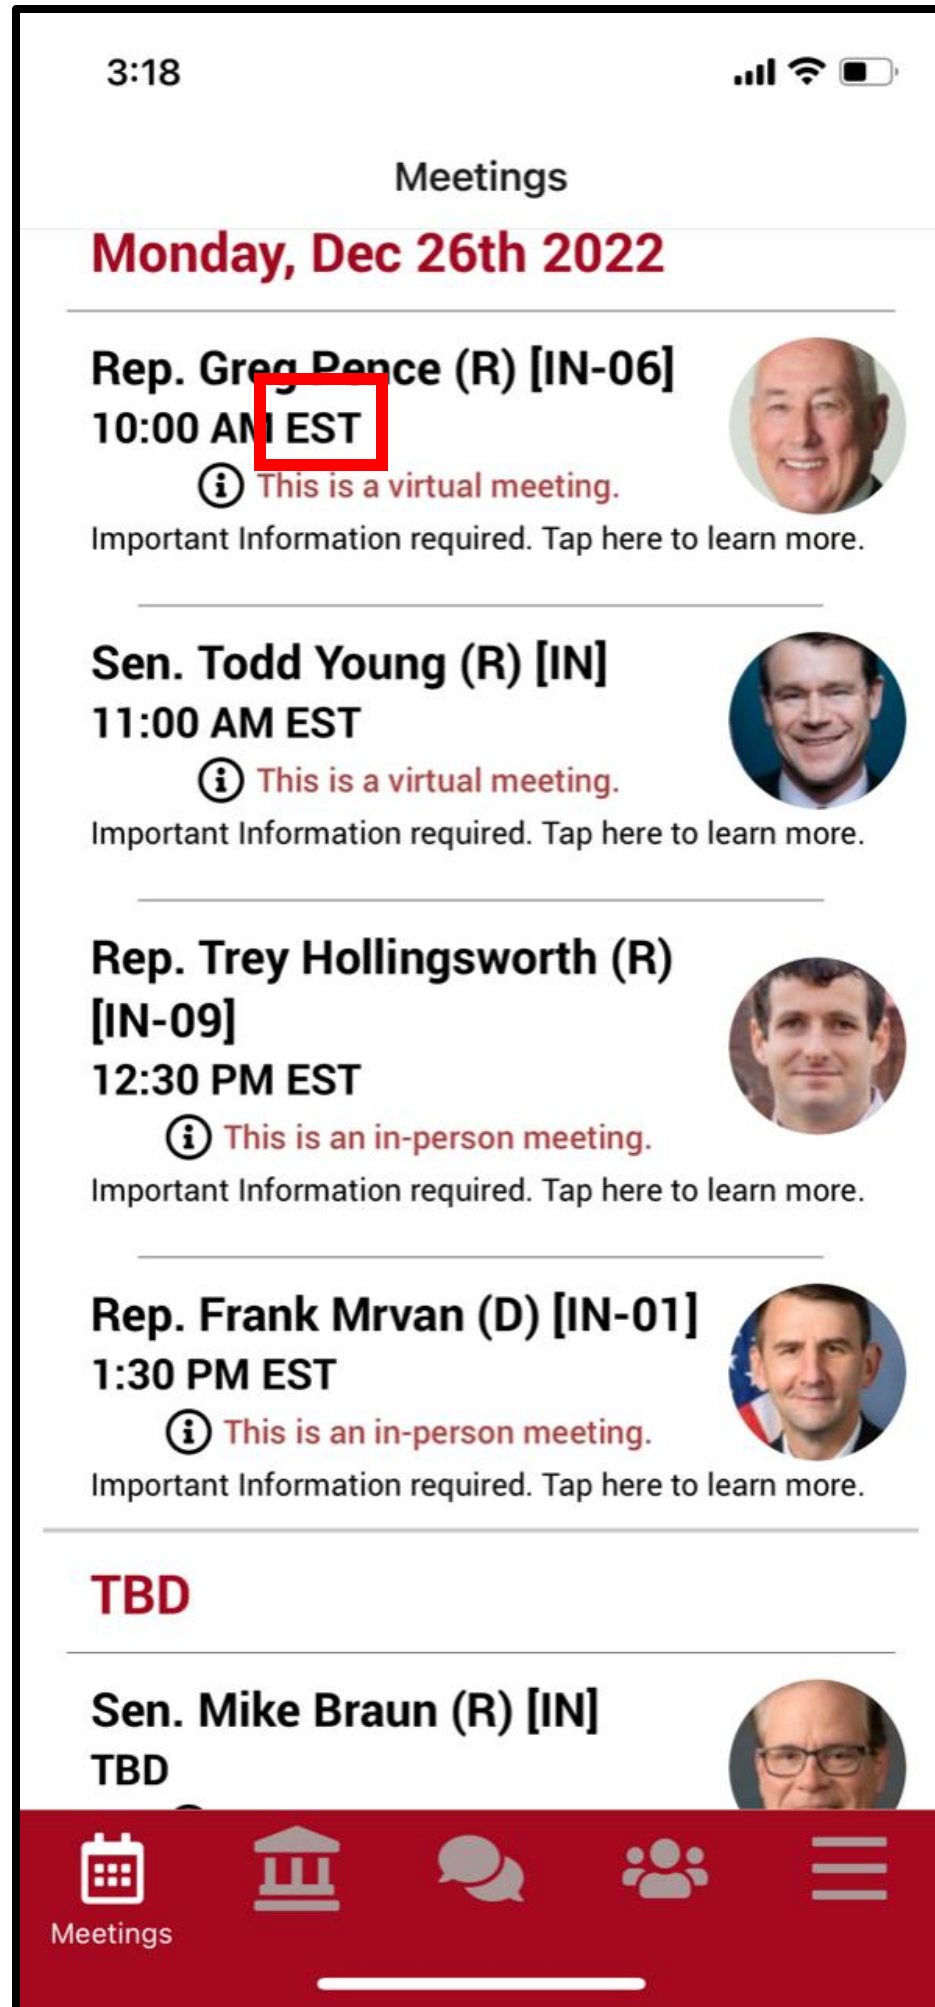 3:18
Meetings
Monday, Dec 26th 2022
Rep. Greg Pence (R) [IN-06]
10:00 AM EST
This is a virtual meeting.
Important Information required. Tap here to learn more.
Sen. Todd Young (R) [IN]
11:00 AM EST
This is a virtual meeting.
Important Information required. Tap here to learn more.
Rep. Trey Hollingsworth (R)
[IN-09]
12:30 PM EST
This is an in-person meeting.
Important Information required. Tap here to learn more.
Rep. Frank Mrvan (D) [IN-01]
1:30 PM EST
This is an in-person meeting.
Important Information required. Tap here to learn more.
TBD
Sen. Mike Braun (R) [IN]
TBD
Meetings